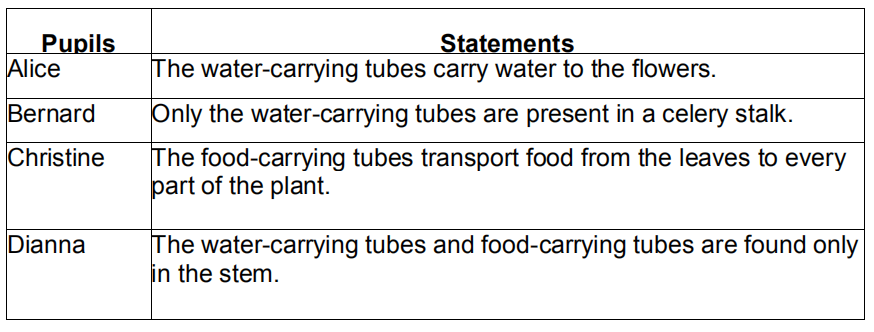 Pupils Statements
Alice The water-carrying tubes carry water to the flowers.
Bernard Only the water-carrying tubes are present in a celery stalk.
Christine The food-carrying tubes transport food from the leaves to every
part of the plant.
Dianna The water-carrying tubes and food-carrying tubes are found only
in the stem.